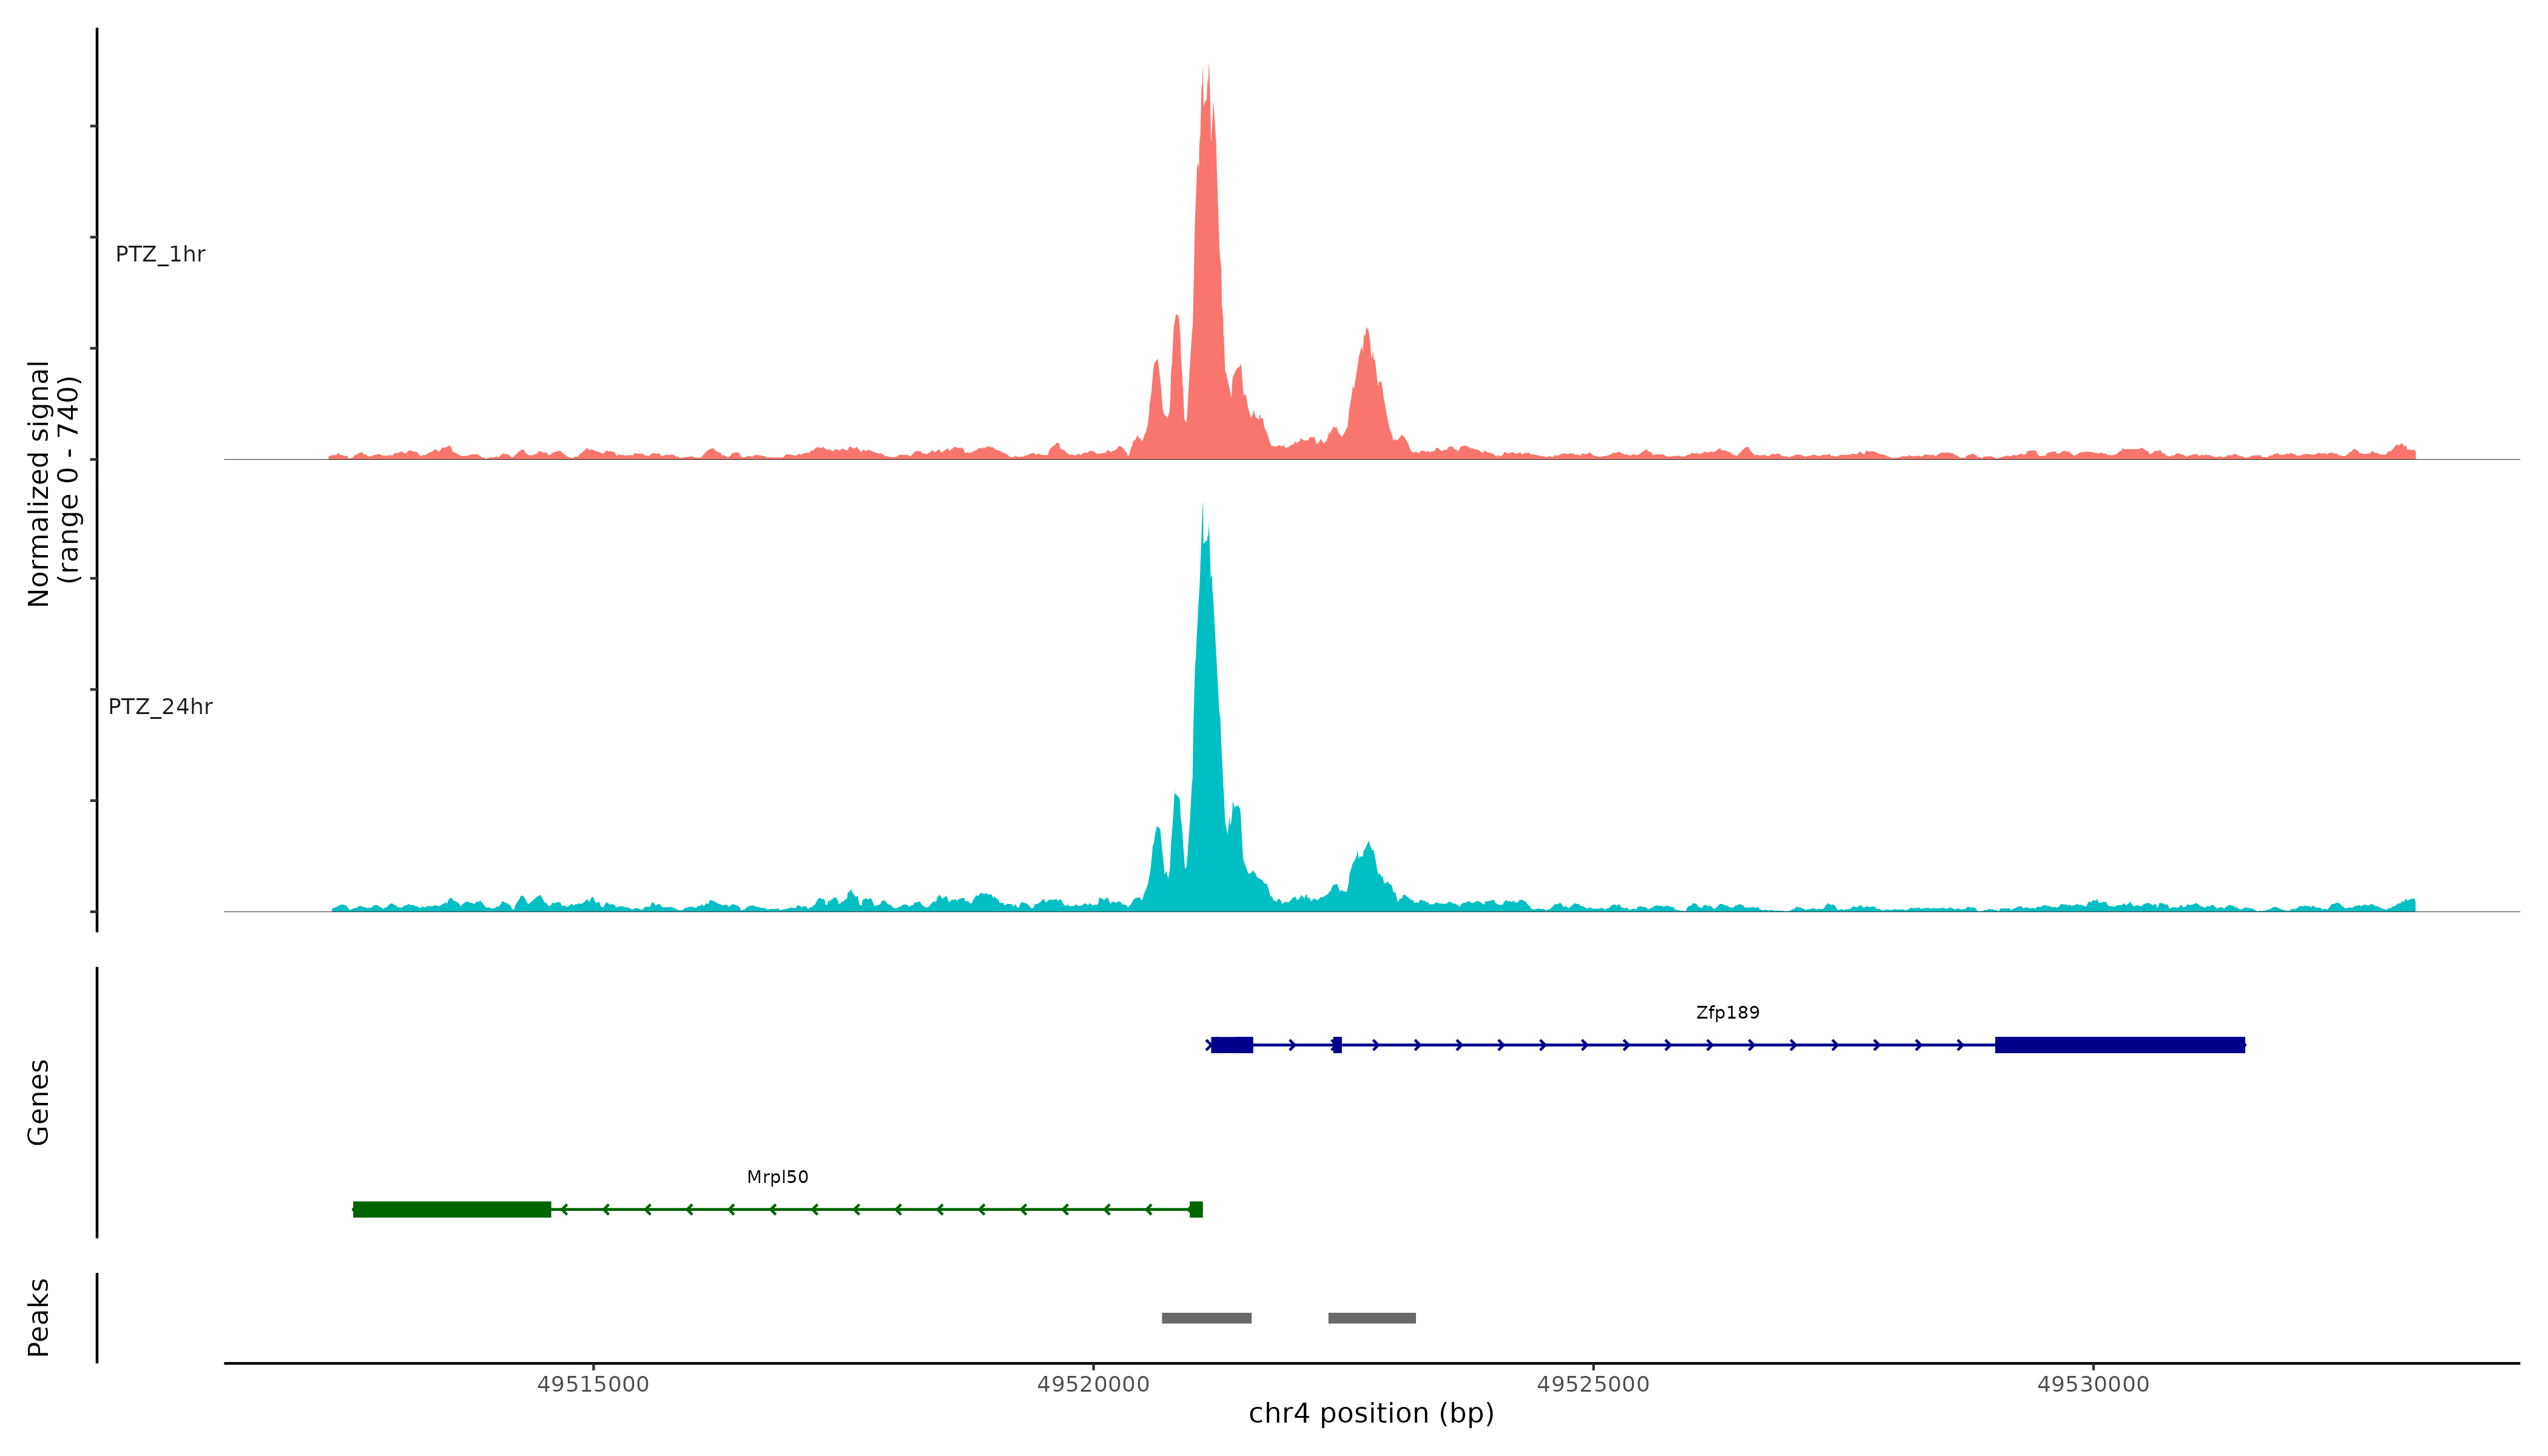 Normalized signal
(range 0 - 740)
PTZ_1hr
PTZ_24hr
Genes
Zfp189
Mrpl50
Peaks
49515000
49520000
49525000
49530000
chr4 position (bp)